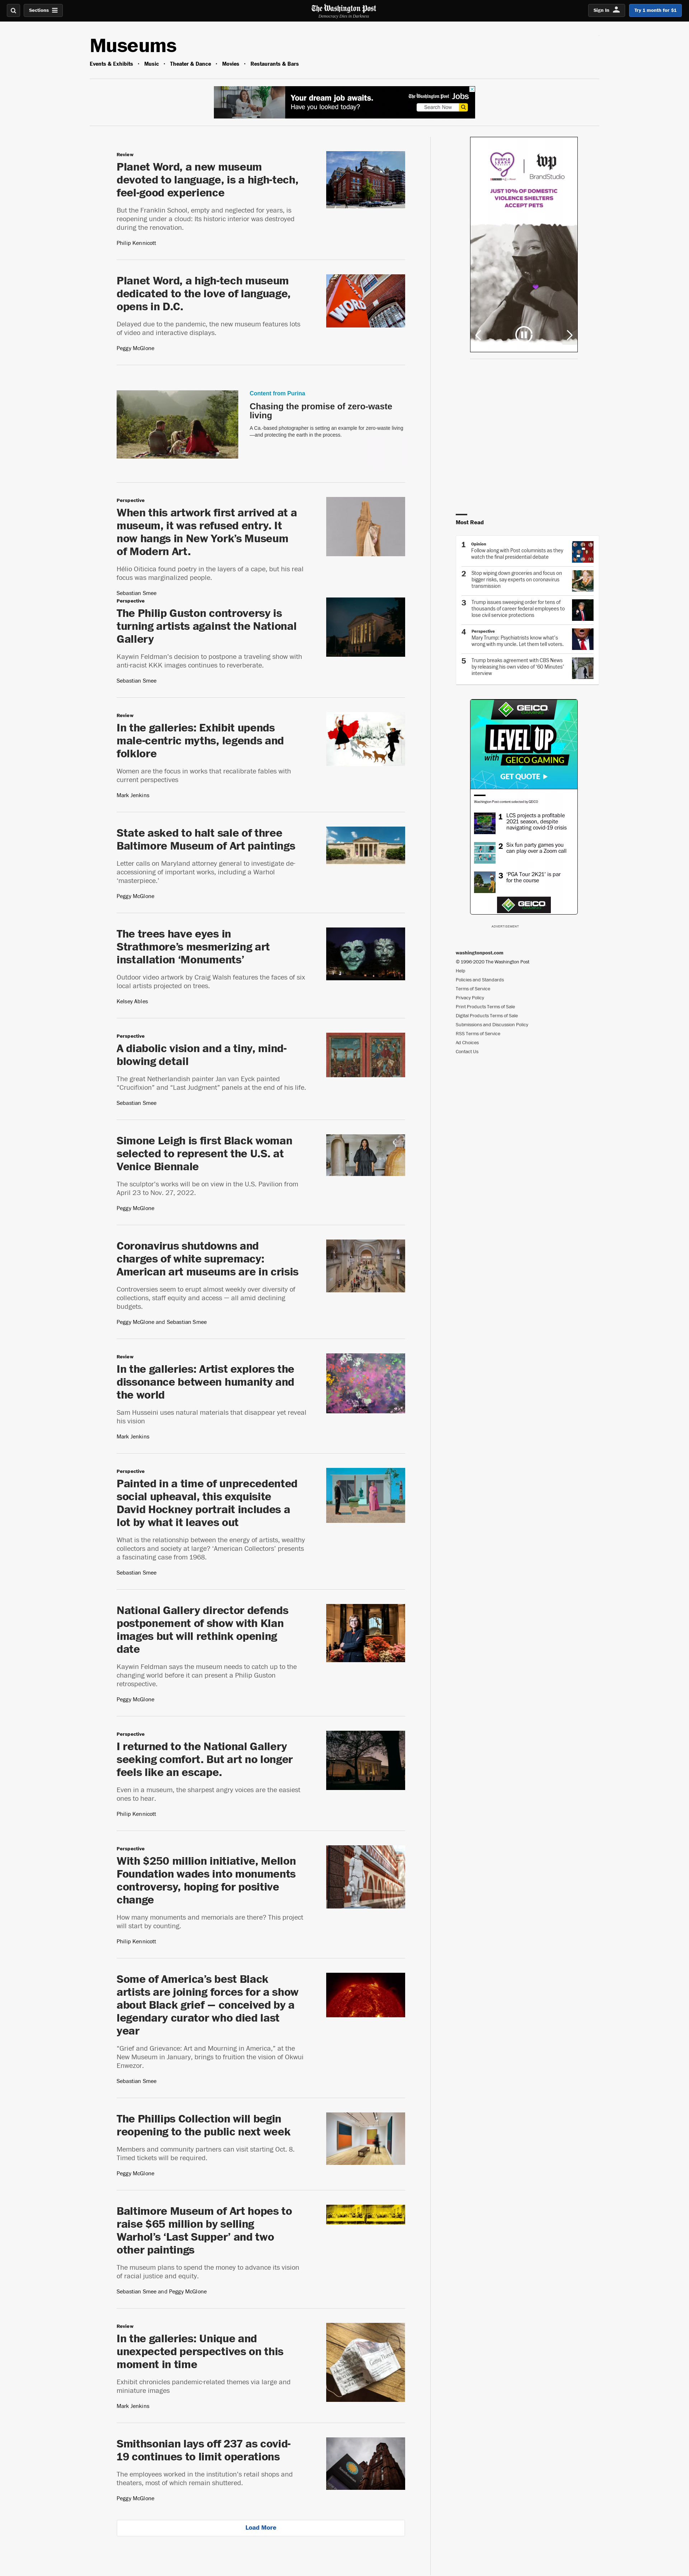 Sections
The Washington Post
Democracy Dies in Darkness
Sign In
Try 1 month for $1
Museums
Events & Exhibits • Music • Theater & Dance • Movies • Restaurants & Bars
Your dream job awaits.
Have you looked today?
The Washington Post Jobs
Search Now
Review
Planet Word, a new museum
devoted to language, is a high-tech,
feel-good experience
But the Franklin School, empty and neglected for years, is
reopening under a cloud: Its historic interior was destroyed
during the renovation.
Philip Kennicott
Planet Word, a high-tech museum
dedicated to the love of language,
opens in D.C.
Delayed due to the pandemic, the new museum features lots
of video and interactive displays.
Peggy McGlone
WORD
Content from Purina
Chasing the promise of zero-waste
living
A Ca.-based photographer is setting an example for zero-waste living
—and protecting the earth in the process.
Perspective
When this artwork first arrived at a
museum, it was refused entry. It
now hangs in New York’s Museum
of Modern Art.
Hélio Oiticica found poetry in the layers of a cape, but his real
focus was marginalized people.
Sebastian Smee
Perspective
The Philip Guston controversy is
turning artists against the National
Gallery
Kaywin Feldman’s decision to postpone a traveling show with
anti-racist KKK images continues to reverberate.
Sebastian Smee
Review
In the galleries: Exhibit upends
male-centric myths, legends and
folklore
Women are the focus in works that recalibrate fables with
current perspectives
Mark Jenkins
State asked to halt sale of three
Baltimore Museum of Art paintings
Letter calls on Maryland attorney general to investigate de-
accessioning of important works, including a Warhol
‘masterpiece.’
Peggy McGlone
The trees have eyes in
Strathmore’s mesmerizing art
installation ‘Monuments’
Outdoor video artwork by Craig Walsh features the faces of six
local artists projected on trees.
Kelsey Ables
Perspective
A diabolic vision and a tiny, mind-
blowing detail
The great Netherlandish painter Jan van Eyck painted
“Crucifixion” and “Last Judgment” panels at the end of his life.
Sebastian Smee
Simone Leigh is first Black woman
selected to represent the U.S. at
Venice Biennale
The sculptor’s works will be on view in the U.S. Pavilion from
April 23 to Nov. 27, 2022.
Peggy McGlone
Coronavirus shutdowns and
charges of white supremacy:
American art museums are in crisis
Controversies seem to erupt almost weekly over diversity of
collections, staff equity and access — all amid declining
budgets.
Peggy McGlone and Sebastian Smee
Review
In the galleries: Artist explores the
dissonance between humanity and
the world
Sam Husseini uses natural materials that disappear yet reveal
his vision
Mark Jenkins
Perspective
Painted in a time of unprecedented
social upheaval, this exquisite
David Hockney portrait includes a
lot by what it leaves out
What is the relationship between the energy of artists, wealthy
collectors and society at large? ‘American Collectors’ presents
a fascinating case from 1968.
Sebastian Smee
National Gallery director defends
postponement of show with Klan
images but will rethink opening
date
Kaywin Feldman says the museum needs to catch up to the
changing world before it can present a Philip Guston
retrospective.
Peggy McGlone
Perspective
I returned to the National Gallery
seeking comfort. But art no longer
feels like an escape.
Even in a museum, the sharpest angry voices are the easiest
ones to hear.
Philip Kennicott
Perspective
With $250 million initiative, Mellon
Foundation wades into monuments
controversy, hoping for positive
change
How many monuments and memorials are there? This project
will start by counting.
Philip Kennicott
Some of America’s best Black
artists are joining forces for a show
about Black grief — conceived by a
legendary curator who died last
year
“Grief and Grievance: Art and Mourning in America,” at the
New Museum in January, brings to fruition the vision of Okwui
Enwezor.
Sebastian Smee
The Phillips Collection will begin
reopening to the public next week
Members and community partners can visit starting Oct. 8.
Timed tickets will be required.
Peggy McGlone
Baltimore Museum of Art hopes to
raise $65 million by selling
Warhol’s ‘Last Supper’ and two
other paintings
The museum plans to spend the money to advance its vision
of racial justice and equity.
Sebastian Smee and Peggy McGlone
Review
In the galleries: Unique and
unexpected perspectives on this
moment in time
Exhibit chronicles pandemic-related themes via large and
miniature images
Mark Jenkins
Smithsonian lays off 237 as covid-
19 continues to limit operations
The employees worked in the institution’s retail shops and
theaters, most of which remain shuttered.
Peggy McGlone
Load More
PURPLE
LEASH
wp
BrandStudio
JUST 10% OF DOMESTIC
VIOLENCE SHELTERS
ACCEPT PETS
Most Read
1 Opinion
Follow along with Post columnists as they
watch the final presidential debate
2 Stop wiping down groceries and focus on
bigger risks, say experts on coronavirus
transmission
3 Trump issues sweeping order for tens of
thousands of career federal employees to
lose civil service protections
4 Perspective
Mary Trump: Psychiatrists know what’s
wrong with my uncle. Let them tell voters.
5 Trump breaks agreement with CBS News
by releasing his own video of ‘60 Minutes’
interview
GEICO
LEVEL UP
with GEICO GAMING
GET QUOTE
Washington Post content selected by GEICO
1 LCS projects a profitable
2021 season, despite
navigating covid-19 crisis
2 Six fun party games you
can play over a Zoom call
3 ‘PGA Tour 2K21’ is par
for the course
GEICO
ADVERTISEMENT
washingtonpost.com
© 1996-2020 The Washington Post
Help
Policies and Standards
Terms of Service
Privacy Policy
Print Products Terms of Sale
Digital Products Terms of Sale
Submissions and Discussion Policy
RSS Terms of Service
Ad Choices
Contact Us